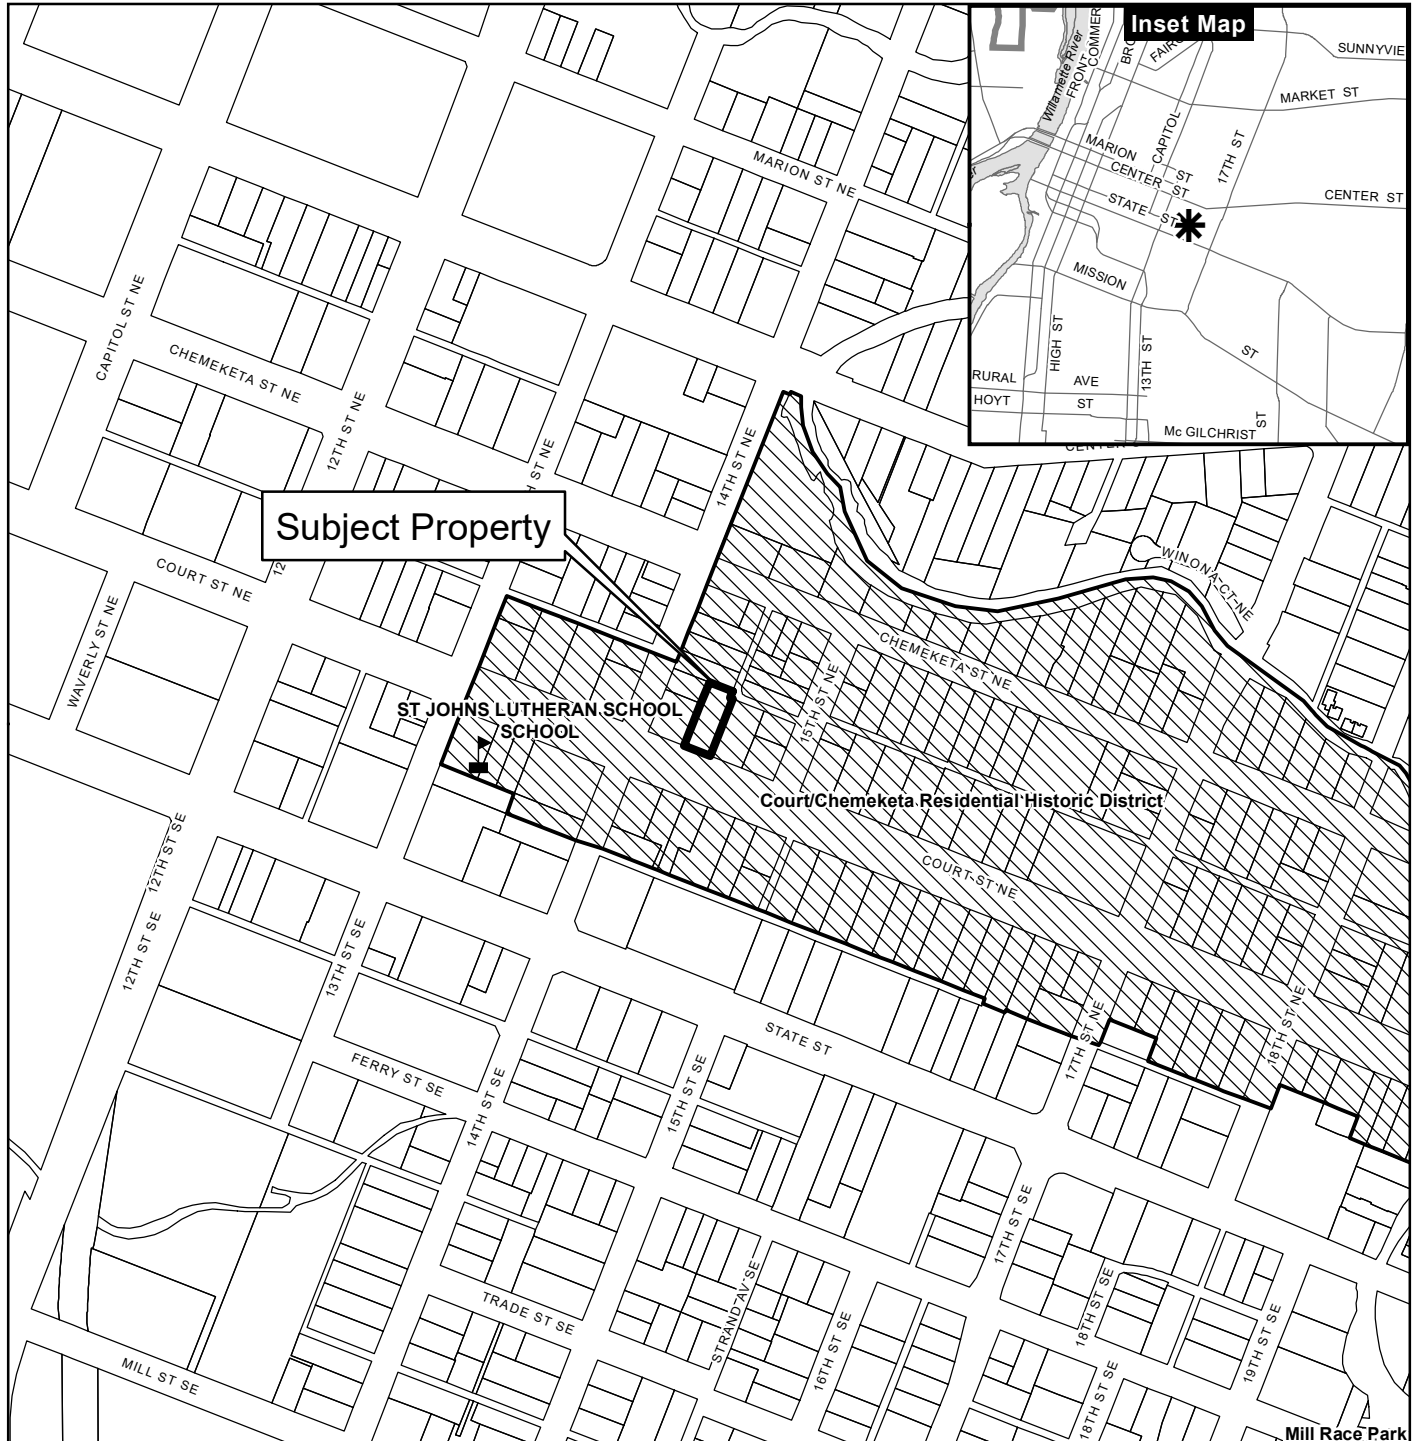 Inset Map
Willamette River
FRONT
COMMER
BRO
FAIRG
SUNNYVIE
MARKET ST
CAPITOL
17TH ST
MARION
ST
CENTER ST
CENTER ST
STATE ST
MISSION
ST
HIGH ST
13TH ST
RURAL AVE
HOYT ST
ST
Mc GILCHRIST
MARION ST NE
CAPITOL ST NE
CHEMEKETA ST NE
12TH ST NE
ST NE
14TH ST NE
Subject Property
COURT ST NE
WAVERLY ST NE
WINONA CT NE
CHEMEKETA ST NE
15TH ST NE
ST JOHNS LUTHERAN SCHOOL
SCHOOL
Court/Chemeketa Residential Historic District
COURT ST NE
12TH ST SE
12TH ST SE
13TH ST SE
STATE ST
17TH ST NE
18TH ST NE
FERRY ST SE
14TH ST SE
15TH ST SE
17TH ST SE
TRADE ST SE
STRAND AV SE
16TH ST SE
18TH ST SE
18TH ST SE
19TH ST SE
MILL ST SE
Mill Race Park